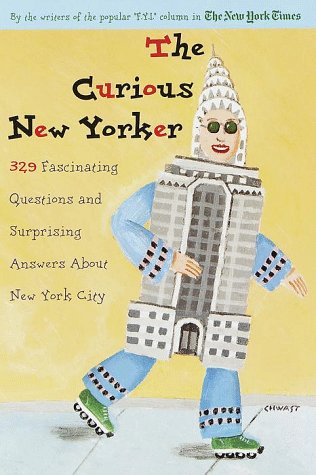 By the writers of the popular "F.Y.I." column in The New York Times
The
Curious
New Yorker
329 Fascinating
Questions and
Surprising
Answers About
New York City
CHWAST